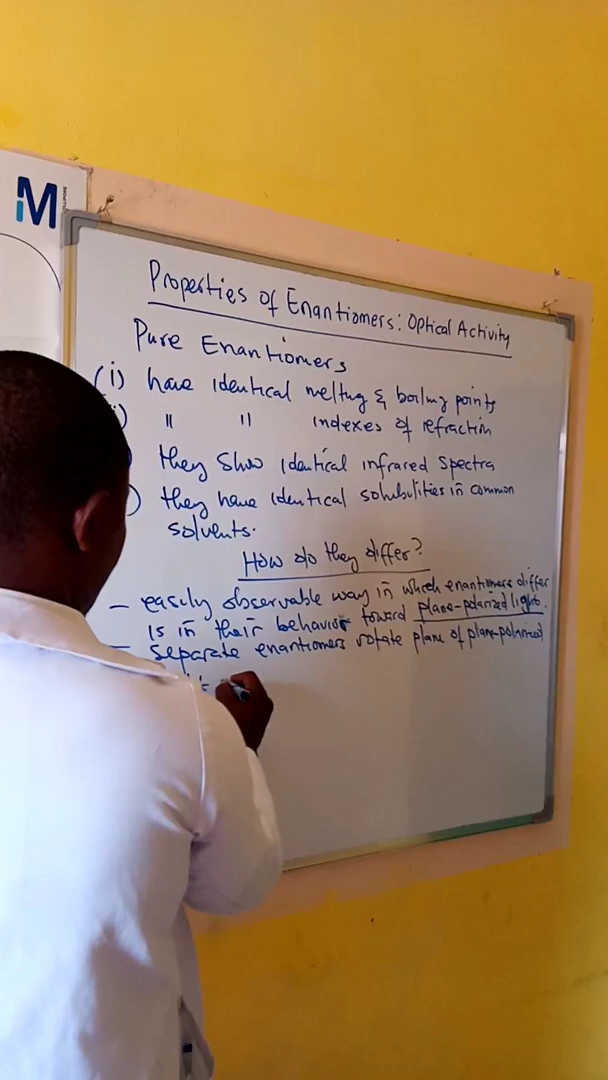 M
Properties of Enantiomers: Optical Activity
Pure Enantiomers
(i) have identical melting & boiling points
) " " indexes of refraction
they show identical infrared spectra
) they have identical solubilities in common
solvents.
How do they differ?
- easily observable way in which enantiomers differ
is in their behavior toward plane-polarized light.
- separate enantiomers rotate plane of plane-polarized